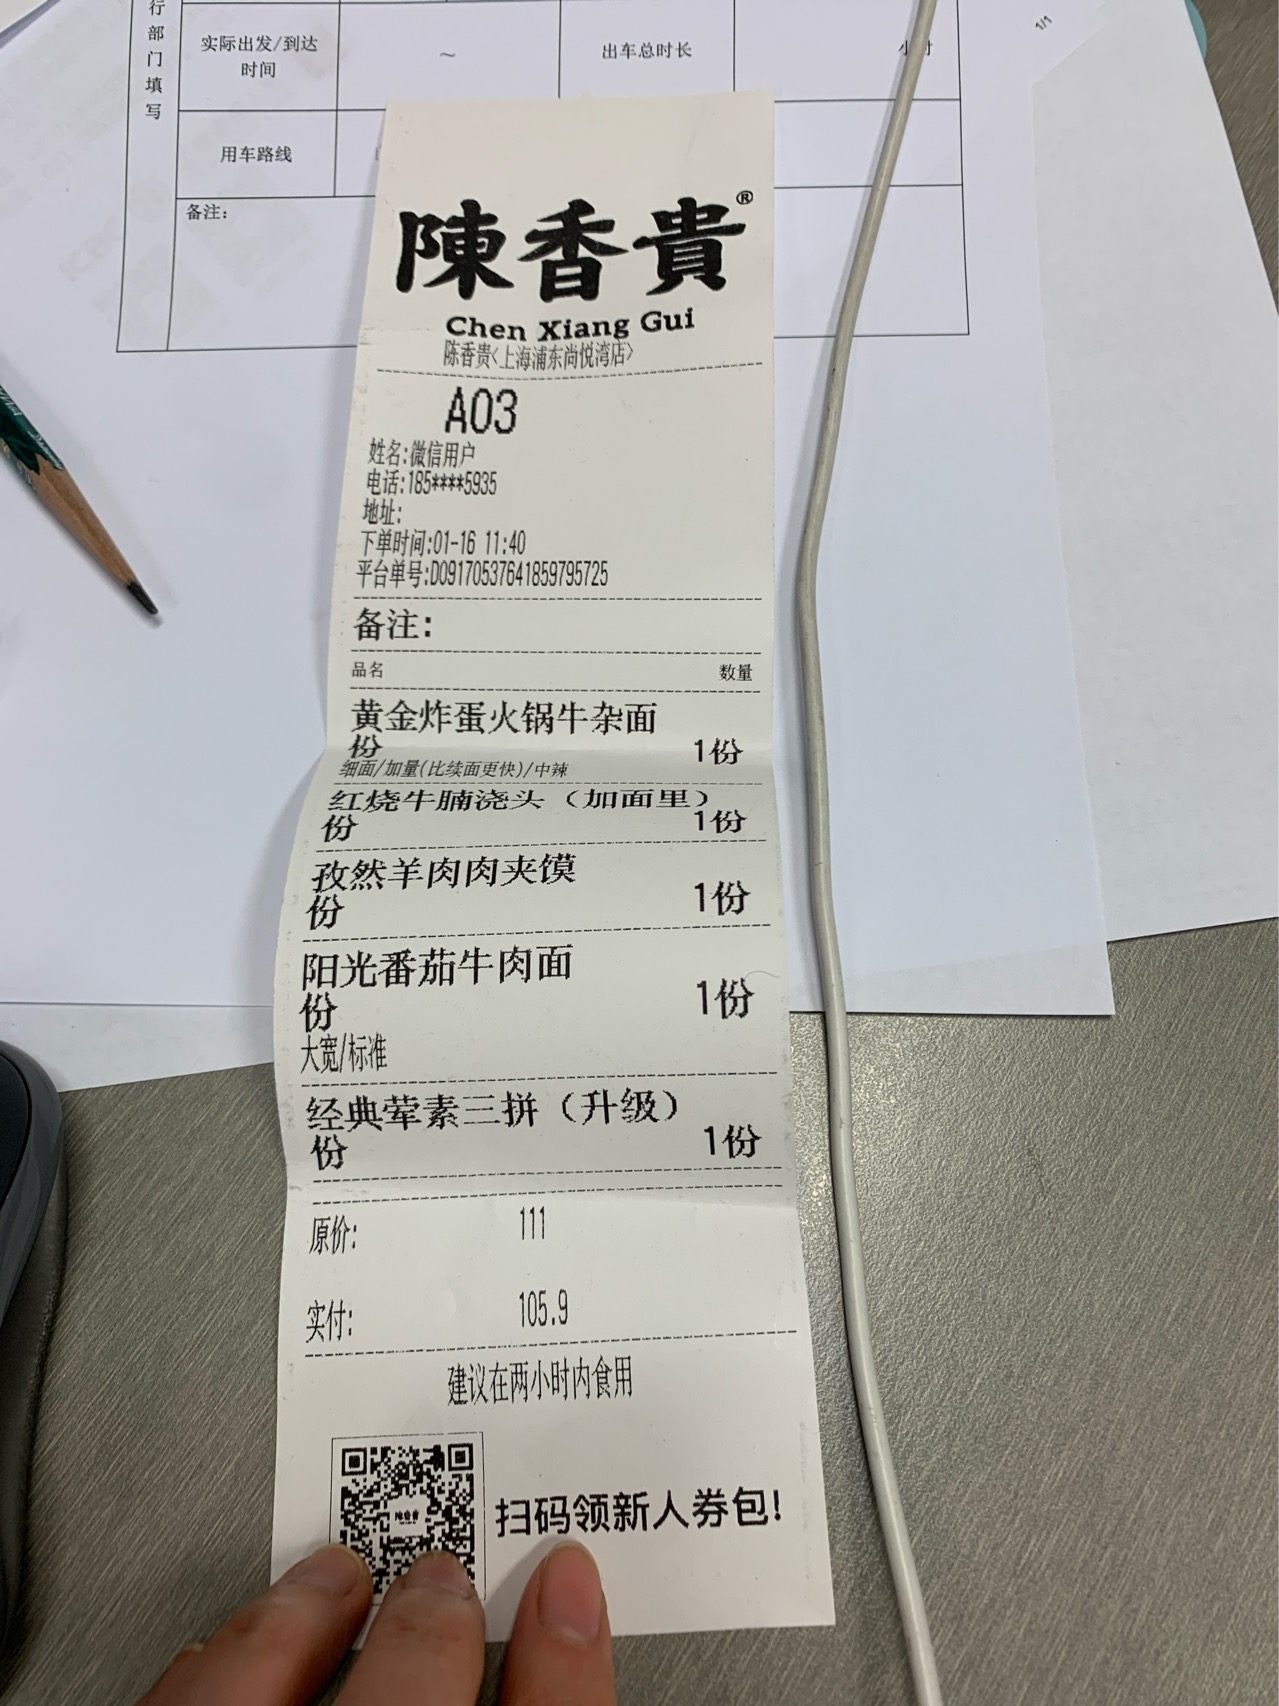 行部门填写
实际出发/到达
时间
~
出车总时长
小时
1/1
用车路线
备注:
陳香貴®
Chen Xiang Gui
陈香贵<上海浦东尚悦湾店>
A03
姓名:微信用户
电话:185****5935
地址:
下单时间:01-16 11:40
平台单号:D09170537641859795725
备注:
品名 数量
黄金炸蛋火锅牛杂面
份 1份
细面/加量(比续面更快)/中辣
红烧牛腩浇头（加面里）
份 1份
孜然羊肉肉夹馍
份 1份
阳光番茄牛肉面
份 1份
大宽/标准
经典荤素三拼（升级）
份 1份
原价: 111
实付: 105.9
建议在两小时内食用
陳香貴
扫码领新人券包!